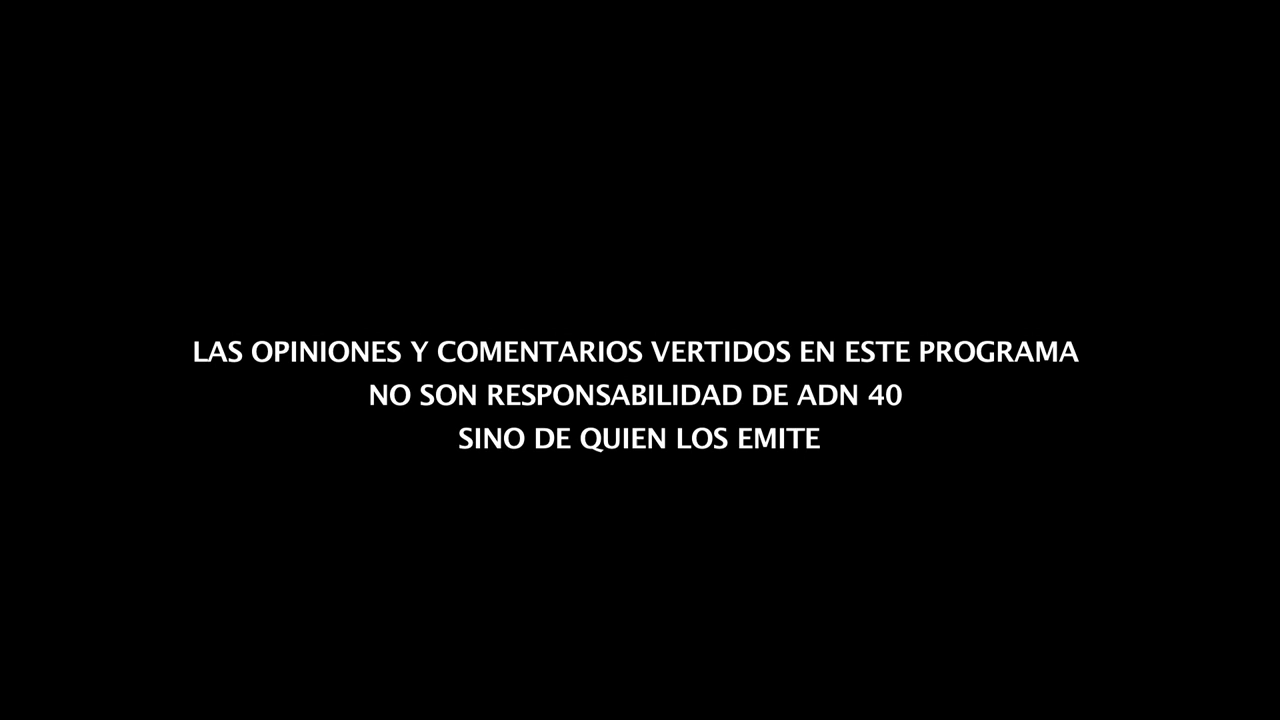 LAS OPINIONES Y COMENTARIOS VERTIDOS EN ESTE PROGRAMA
NO SON RESPONSABILIDAD DE ADN 40
SINO DE QUIEN LOS EMITE